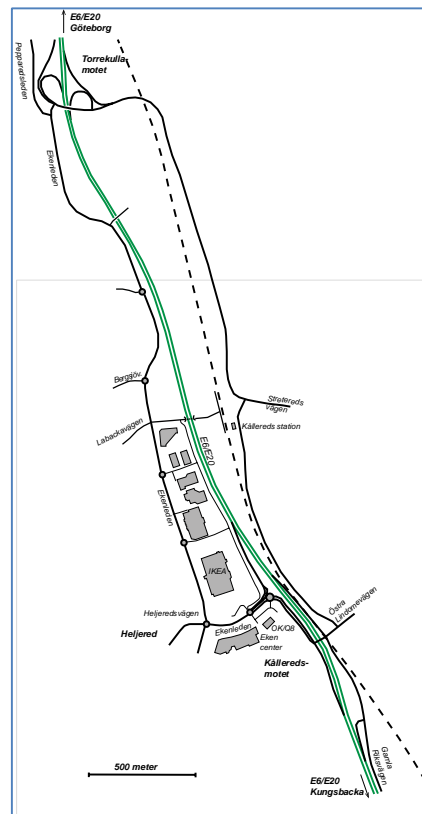 E6/E20
Göteborg
Torrekulla-
motet
Pepparedsleden
Ekenleden
Bergsjöv.
Streteredsvägen
Labackavägen
Kållereds station
E6/E20
Ekenleden
IKEA
Heljeredsvägen
Östra
Lindomevägen
Heljered
Ekenleden
OK/Q8
Eken
center
Kållereds-
motet
Gamla
Riksvägen
500 meter
E6/E20
Kungsbacka